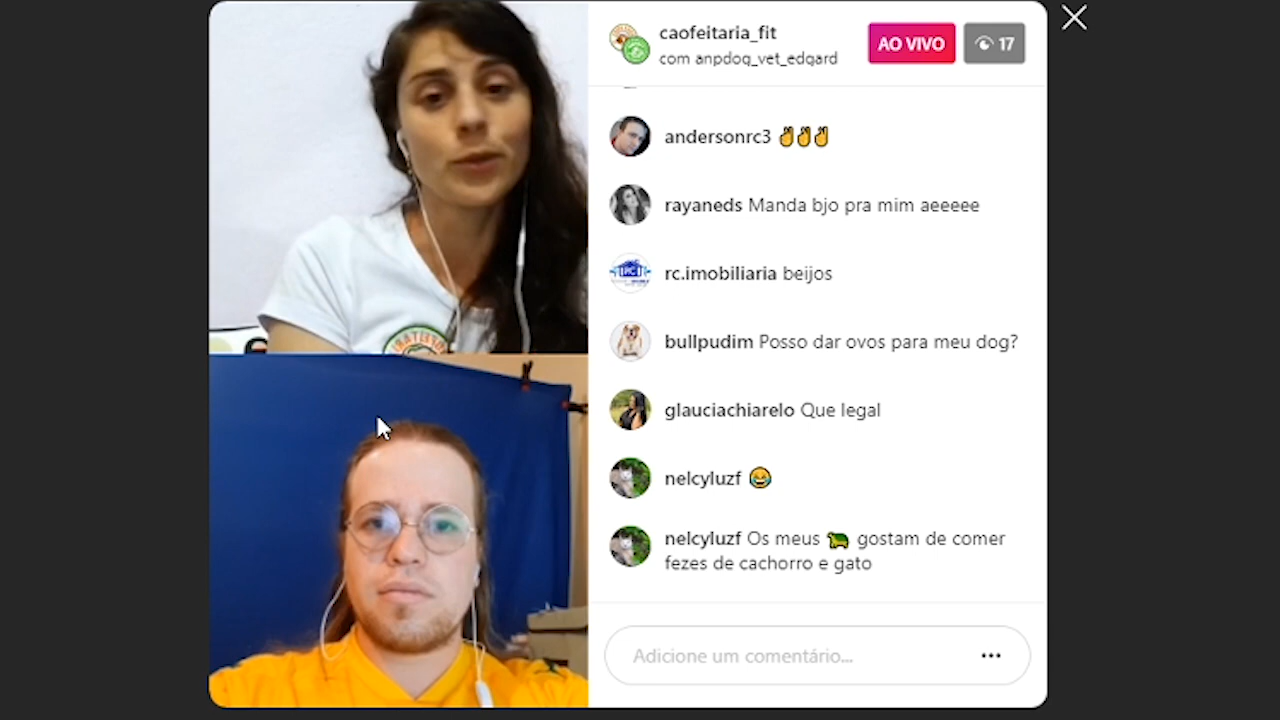 caofeitaria_fit
com anpdog_vet_edgard
AO VIVO
17
andersonrc3 ✌️✌️✌️
rayaneds Manda bjo pra mim aeeeee
rc.imobiliaria beijos
bullpudim Posso dar ovos para meu dog?
glauciachiarelo Que legal
nelcyluzf 😂
nelcyluzf Os meus 🐢 gostam de comer
fezes de cachorro e gato
Adicione um comentário...